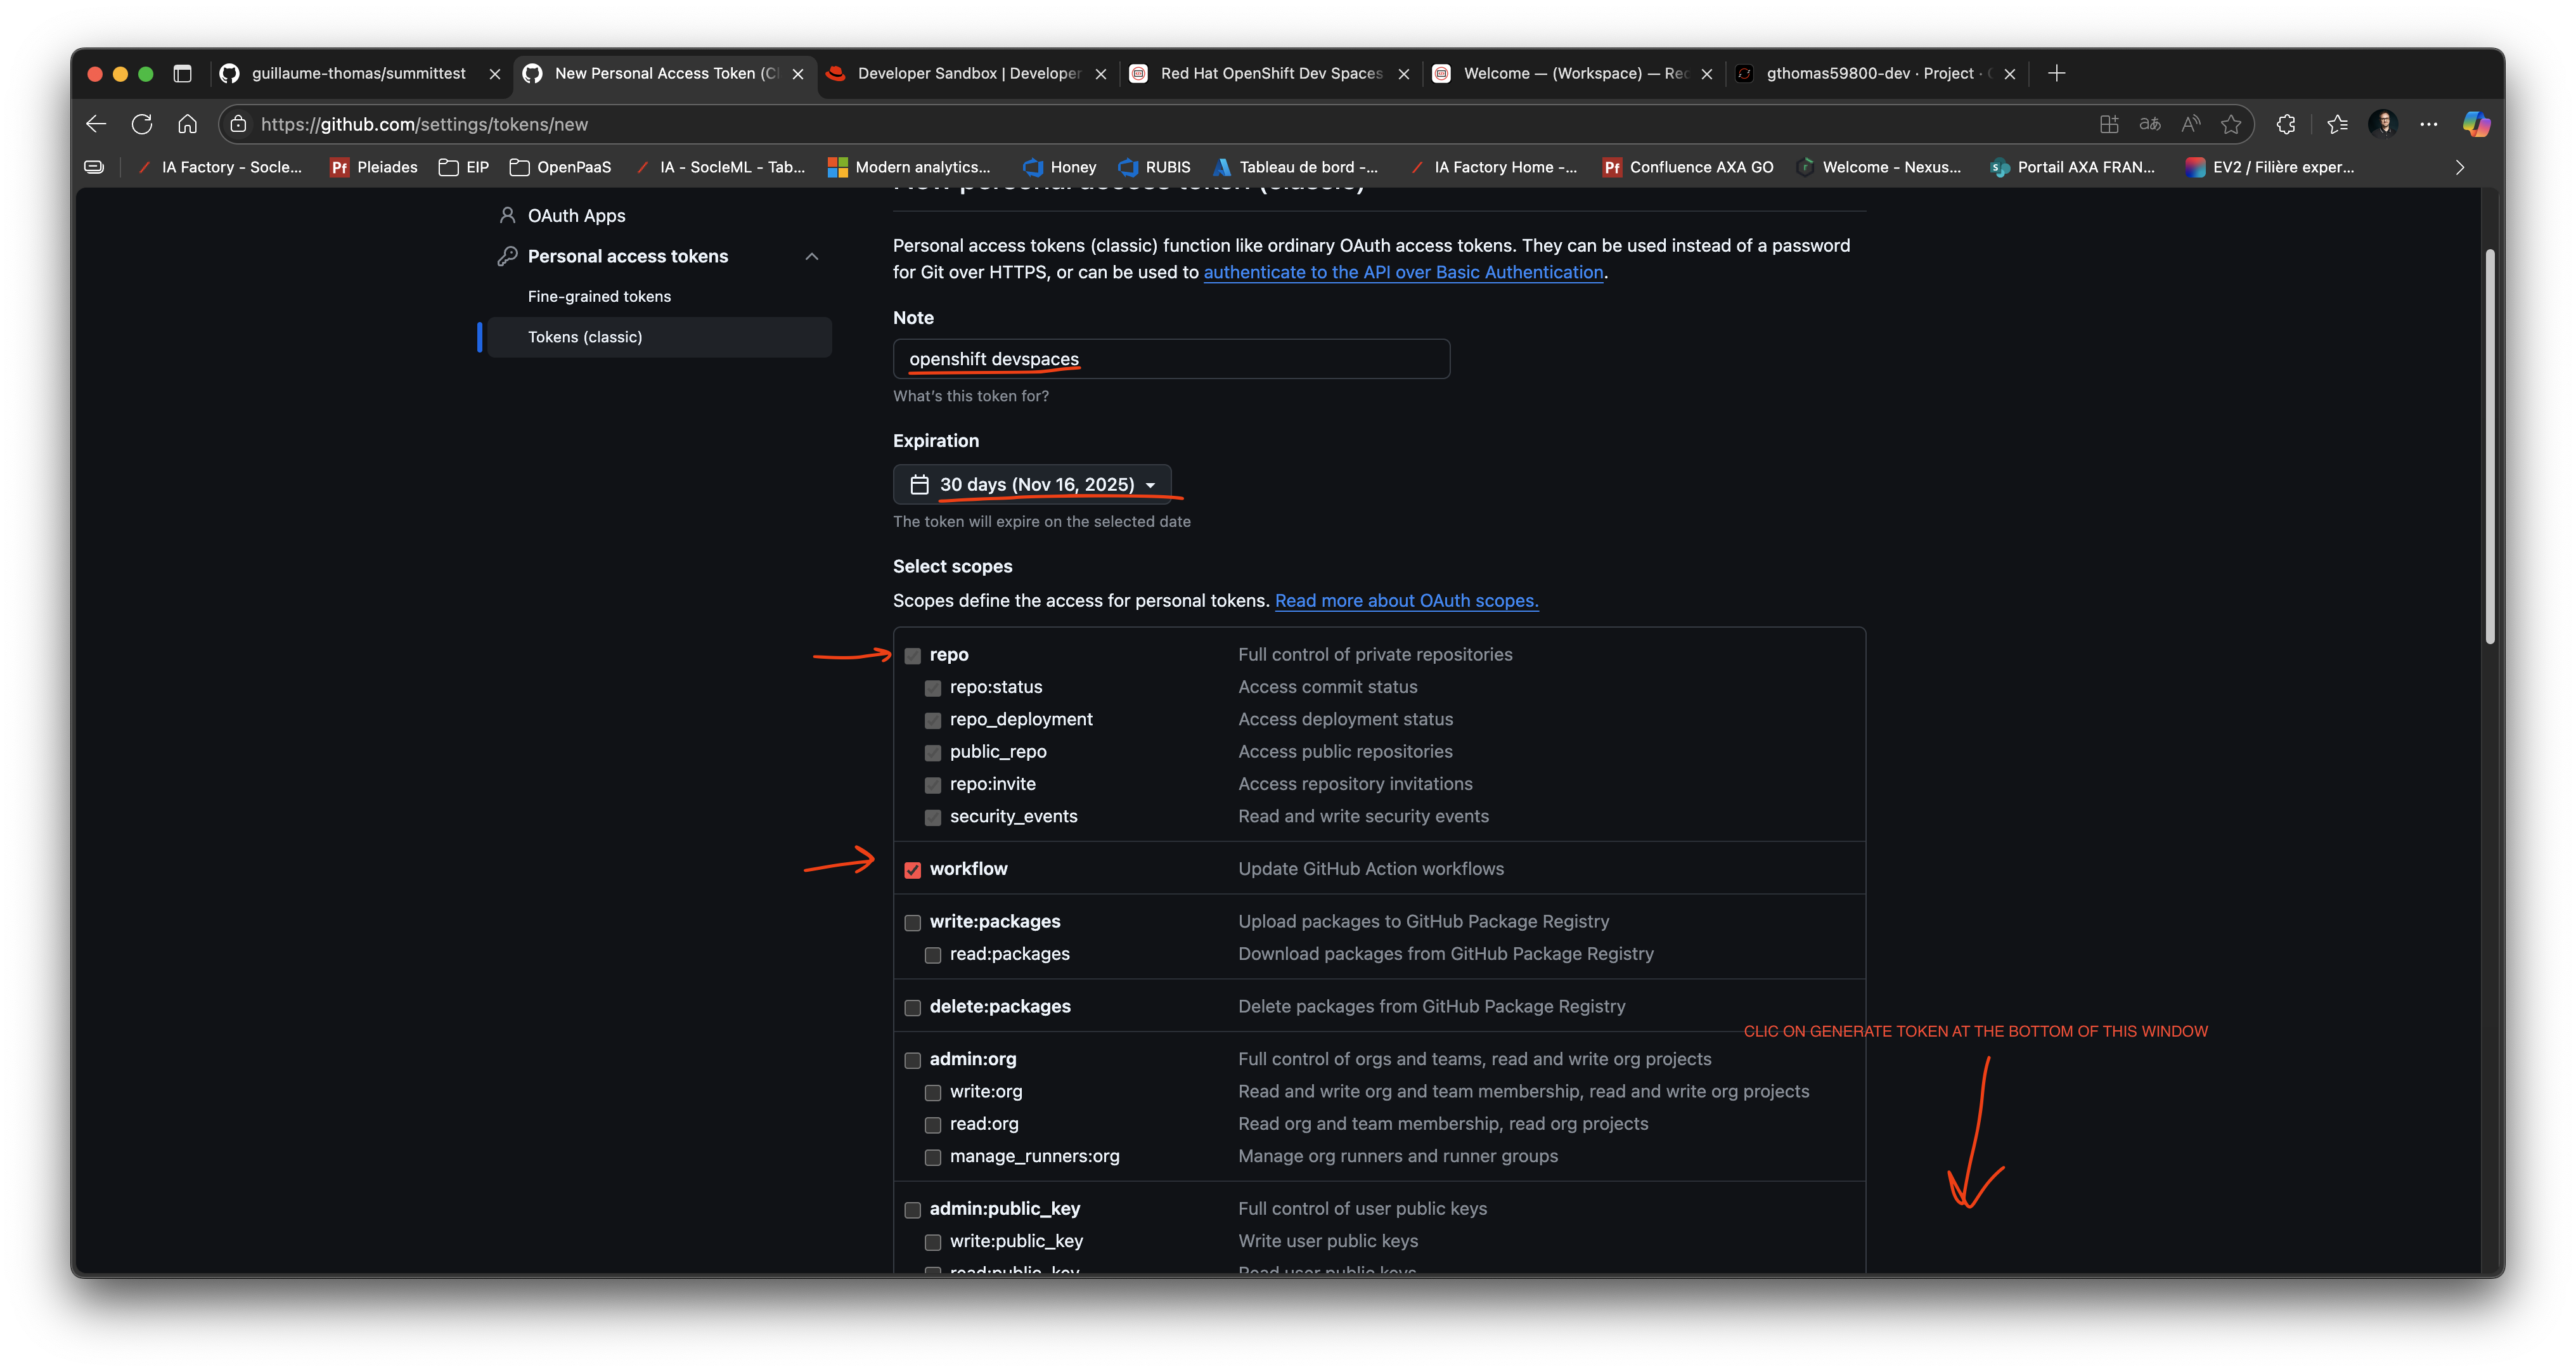 guillaume-thomas/summittest
New Personal Access Token (Cl
Developer Sandbox | Developer
Red Hat OpenShift Dev Spaces
Welcome — (Workspace) — Rec
gthomas59800-dev · Project ·
https://github.com/settings/tokens/new
IA Factory - Socle...
Pf Pleiades
EIP
OpenPaaS
IA - SocleML - Tab...
Modern analytics...
Honey
RUBIS
Tableau de bord -...
IA Factory Home -...
Pf Confluence AXA GO
Welcome - Nexus...
Portail AXA FRAN...
EV2 / Filière exper...
New personal access token (classic)
OAuth Apps
Personal access tokens
Fine-grained tokens
Tokens (classic)
Personal access tokens (classic) function like ordinary OAuth access tokens. They can be used instead of a password
for Git over HTTPS, or can be used to authenticate to the API over Basic Authentication.
Note
openshift devspaces
What's this token for?
Expiration
30 days (Nov 16, 2025)
The token will expire on the selected date
Select scopes
Scopes define the access for personal tokens. Read more about OAuth scopes.
repo Full control of private repositories
repo:status Access commit status
repo_deployment Access deployment status
public_repo Access public repositories
repo:invite Access repository invitations
security_events Read and write security events
workflow Update GitHub Action workflows
write:packages Upload packages to GitHub Package Registry
read:packages Download packages from GitHub Package Registry
delete:packages Delete packages from GitHub Package Registry
CLIC ON GENERATE TOKEN AT THE BOTTOM OF THIS WINDOW
admin:org Full control of orgs and teams, read and write org projects
write:org Read and write org and team membership, read and write org projects
read:org Read org and team membership, read org projects
manage_runners:org Manage org runners and runner groups
admin:public_key Full control of user public keys
write:public_key Write user public keys
read:public_key Read user public keys